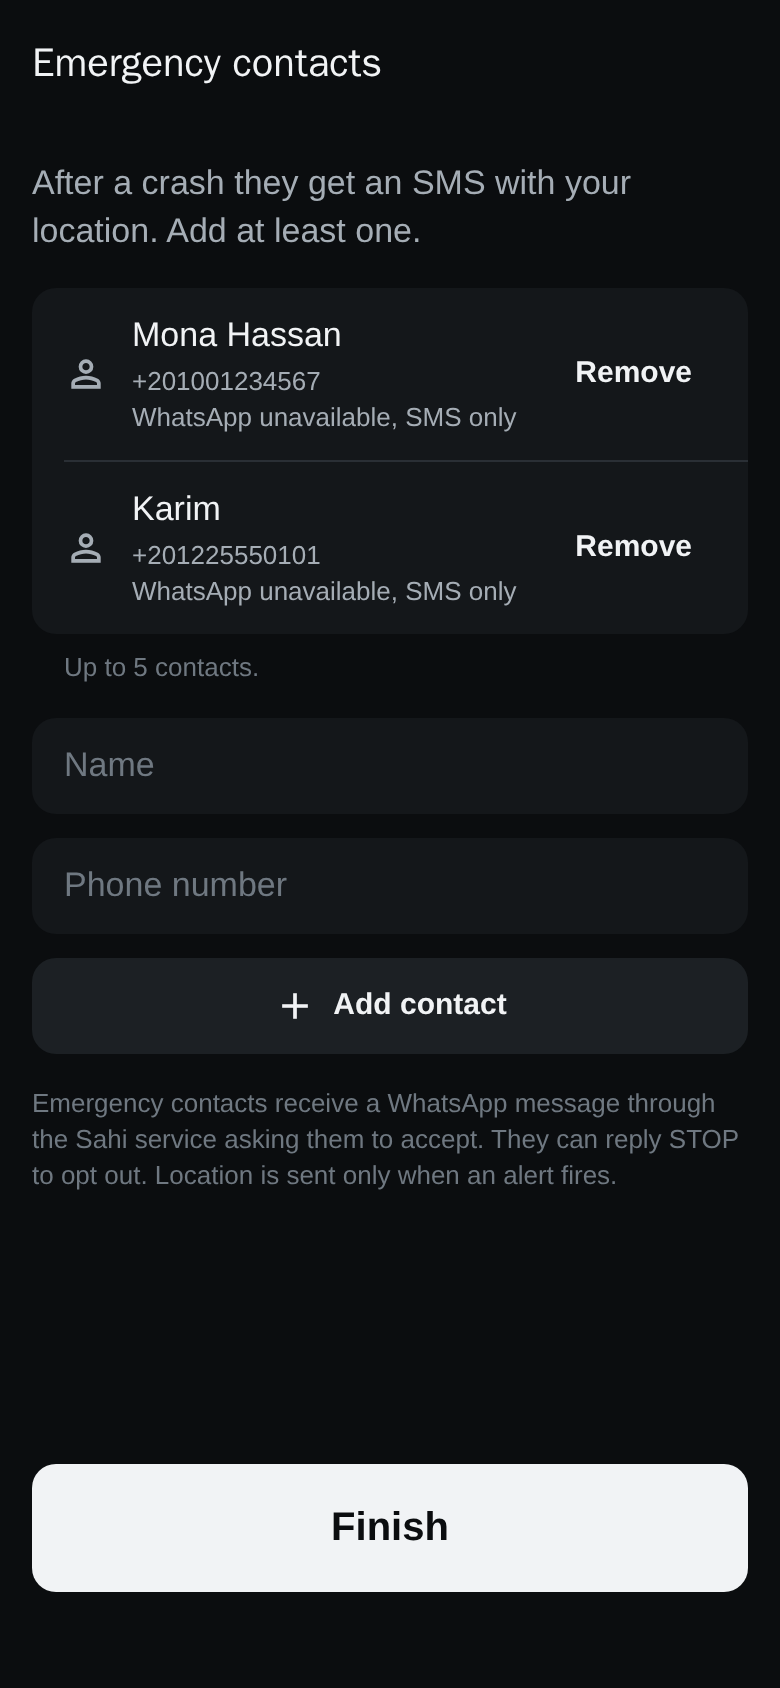 Emergency contacts
After a crash they get an SMS with your
location. Add at least one.
Mona Hassan
+201001234567
WhatsApp unavailable, SMS only
Remove
Karim
+201225550101
WhatsApp unavailable, SMS only
Remove
Up to 5 contacts.
Name
Phone number
Add contact
Emergency contacts receive a WhatsApp message through
the Sahi service asking them to accept. They can reply STOP
to opt out. Location is sent only when an alert fires.
Finish